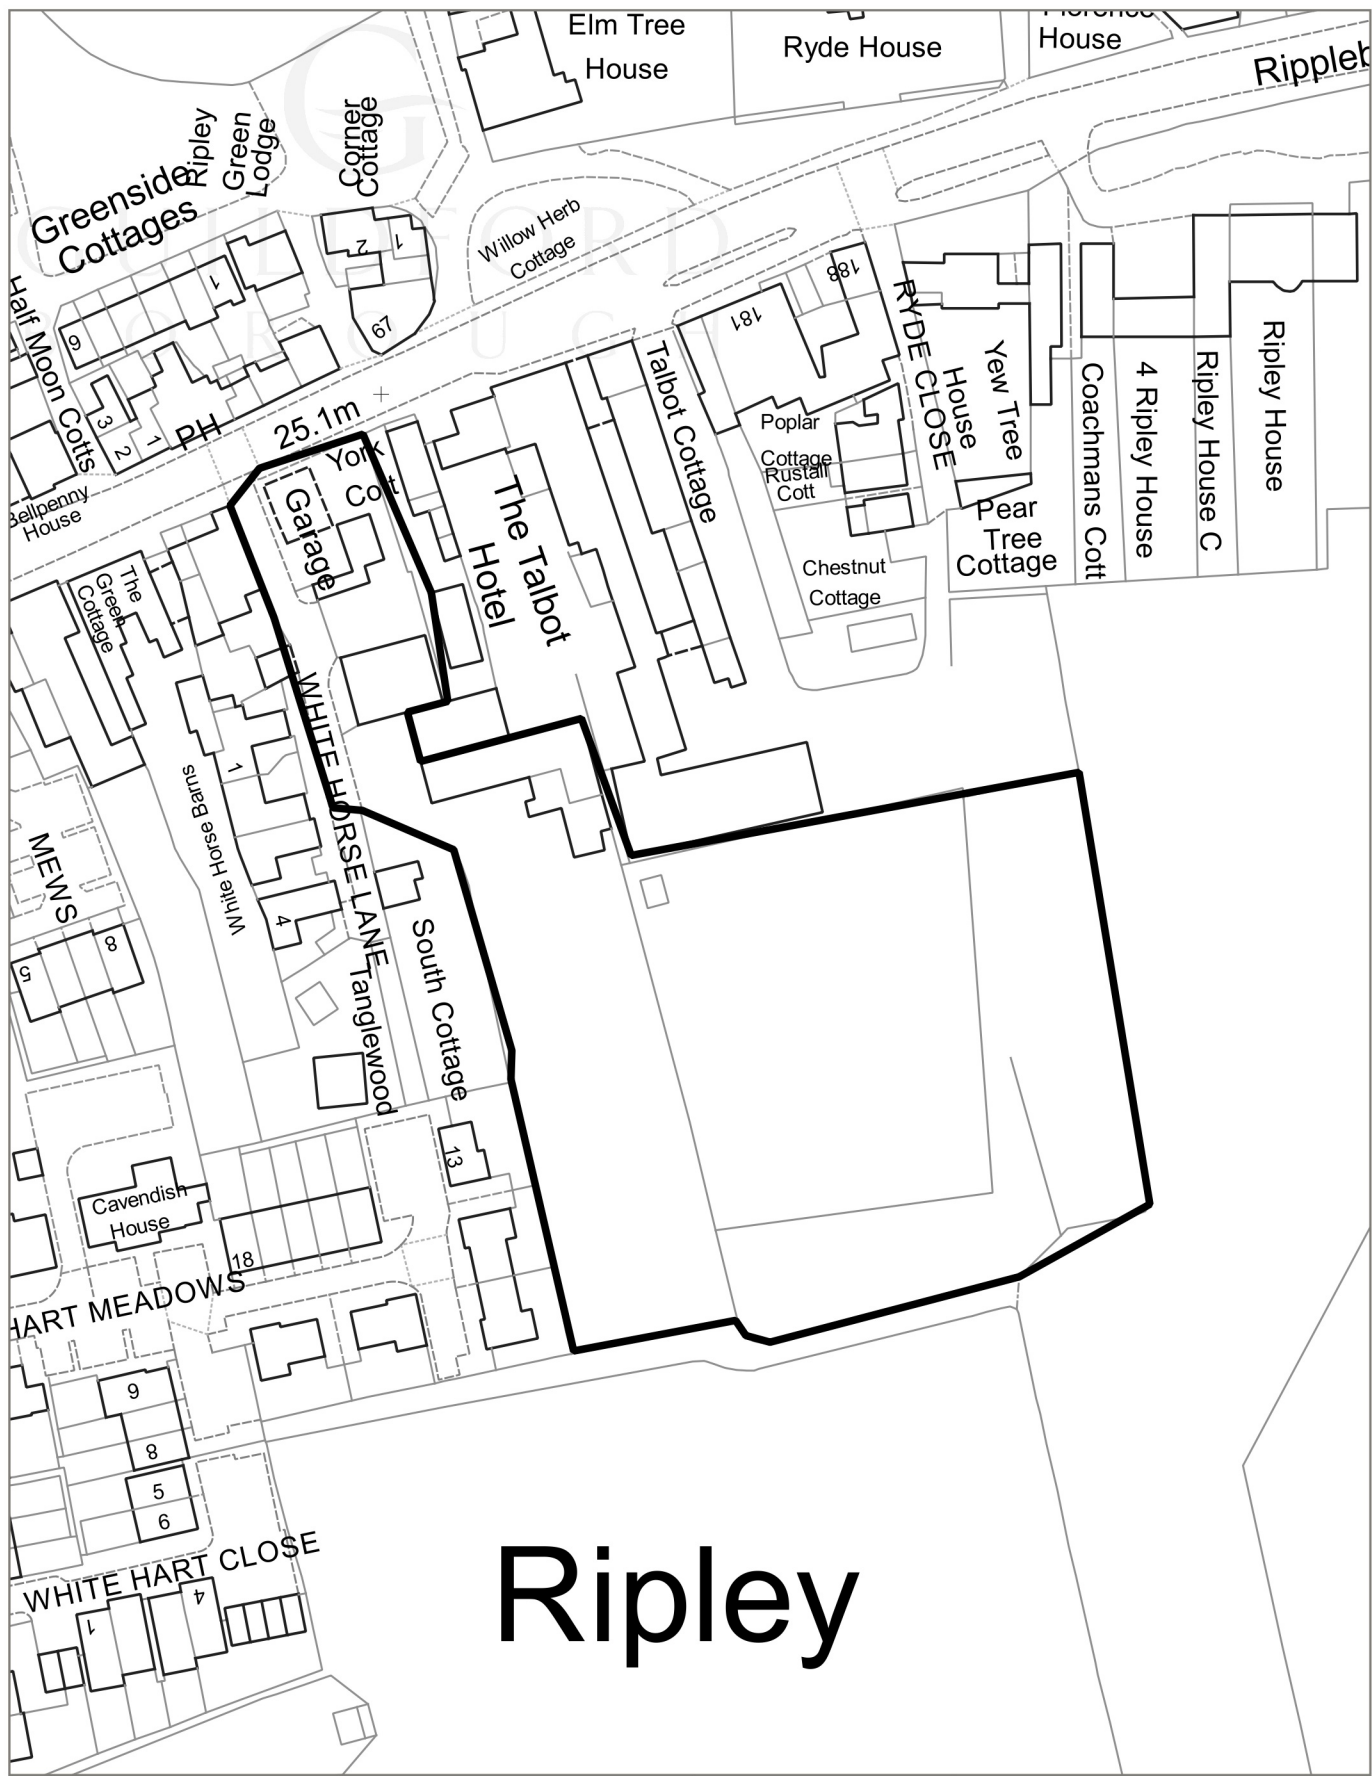 Elm Tree
House
Ryde House
House
Ripley
Green
Lodge
Corner
Cottage
Greenside
Cottages
GUILDFORD
BOROUGH
Willow Herb
Cottage
1
2
1
67
6
Half Moon Cotts
3
2
1
PH
25.1m
York
Cott
Garage
Bellpenny
House
The
Green
Cottage
The Talbot
Hotel
Talbot Cottage
181
188
RYDE CLOSE
Yew Tree
House
Poplar
Cottage
Rustall
Cott
Chestnut
Cottage
Pear
Tree
Cottage
Coachmans Cott
4 Ripley House
Ripley House C
Ripley House
WHITE HORSE LANE
White Horse Barns
1
4
MEWS
8
5
South Cottage
Tanglewood
13
Cavendish
House
18
HART MEADOWS
9
8
5
6
WHITE HART CLOSE
1
4
Ripley